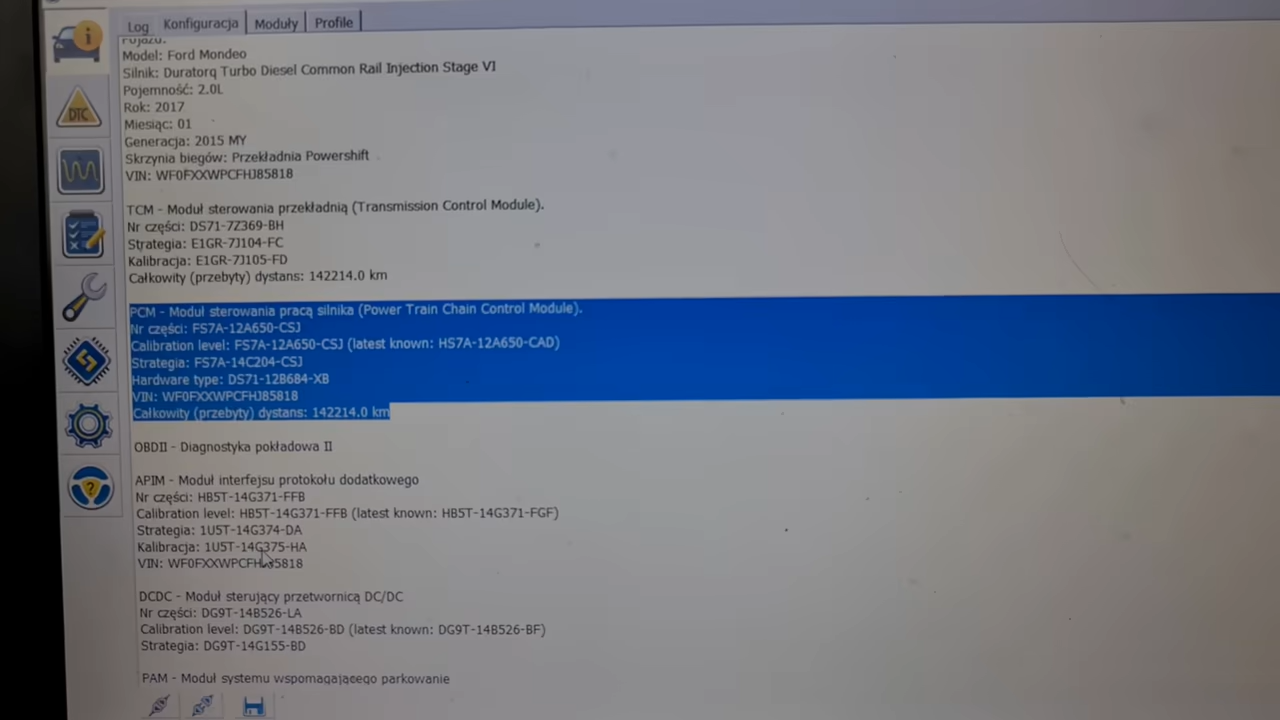 Log Konfiguracja Moduły Profile
Model: Ford Mondeo
Silnik: Duratorq Turbo Diesel Common Rail Injection Stage VI
Pojemność: 2.0L
Rok: 2017
Miesiąc: 01
Generacja: 2015 MY
Skrzynia biegów: Przekładnia Powershift
VIN: WF0FXXWPCFHJ85818
TCM - Moduł sterowania przekładnią (Transmission Control Module).
Nr części: DS71-7Z369-BH
Strategia: E1GR-7J104-FC
Kalibracja: E1GR-7J105-FD
Całkowity (przebyty) dystans: 142214.0 km
PCM - Moduł sterowania pracą silnika (Power Train Chain Control Module).
Nr części: FS7A-12A650-CSJ
Calibration level: FS7A-12A650-CSJ (latest known: HS7A-12A650-CAD)
Strategia: FS7A-14C204-CSJ
Hardware type: DS71-12B684-XB
VIN: WF0FXXWPCFHJ85818
Całkowity (przebyty) dystans: 142214.0 km
OBDII - Diagnostyka pokładowa II
APIM - Moduł interfejsu protokołu dodatkowego
Nr części: HB5T-14G371-FFB
Calibration level: HB5T-14G371-FFB (latest known: HB5T-14G371-FGF)
Strategia: 1U5T-14G374-DA
Kalibracja: 1U5T-14G375-HA
VIN: WF0FXXWPCFHJ85818
DCDC - Moduł sterujący przetwornicą DC/DC
Nr części: DG9T-14B526-LA
Calibration level: DG9T-14B526-BD (latest known: DG9T-14B526-BF)
Strategia: DG9T-14G155-BD
PAM - Moduł systemu wspomagającego parkowanie
DTC